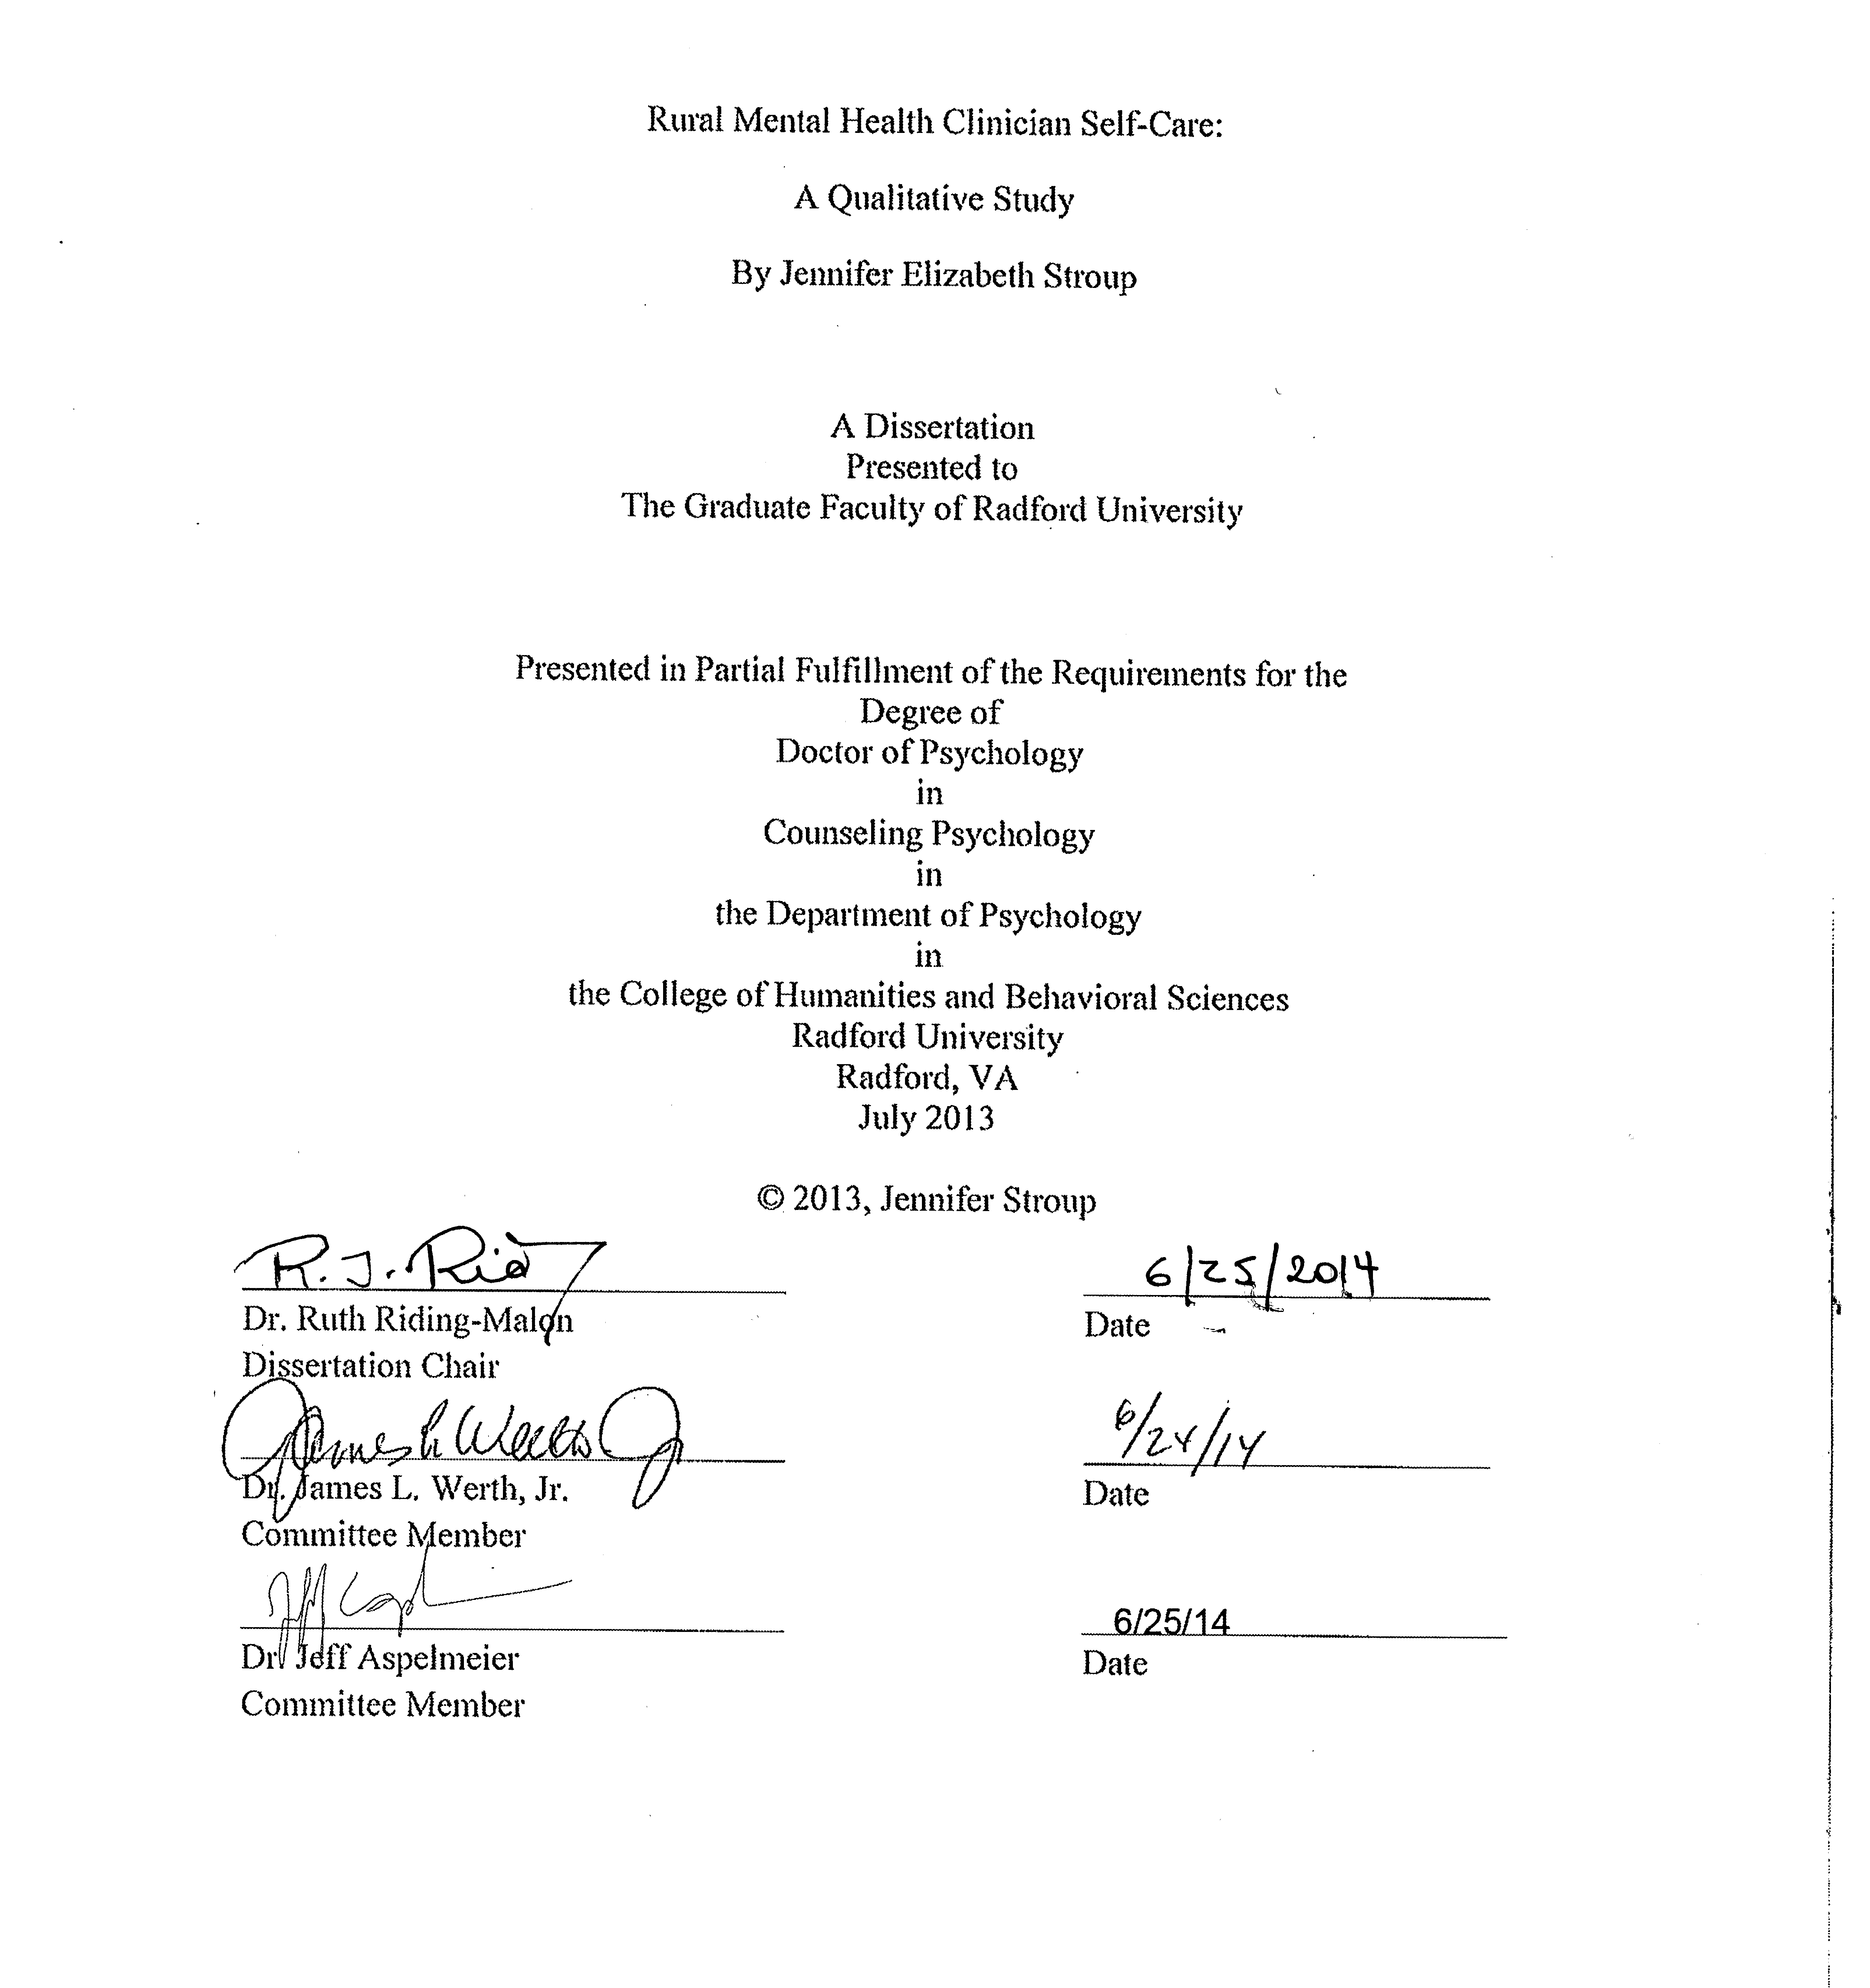 Rural Mental Health Clinician Self-Care:
A Qualitative Study
By Jennifer Elizabeth Stroup
A Dissertation
Presented to
The Graduate Faculty of Radford University
Presented in Partial Fulfillment of the Requirements for the
Degree of
Doctor of Psychology
in
Counseling Psychology
in
the Department of Psychology
in
the College of Humanities and Behavioral Sciences
Radford University
Radford, VA
July 2013
© 2013, Jennifer Stroup
R. J. 6/25/2014
Dr. Ruth Riding-Malon Date
Dissertation Chair
James L Werth Jr 6/24/14
Dr. James L. Werth, Jr. Date
Committee Member
6/25/14
Dr. Jeff Aspelmeier Date
Committee Member